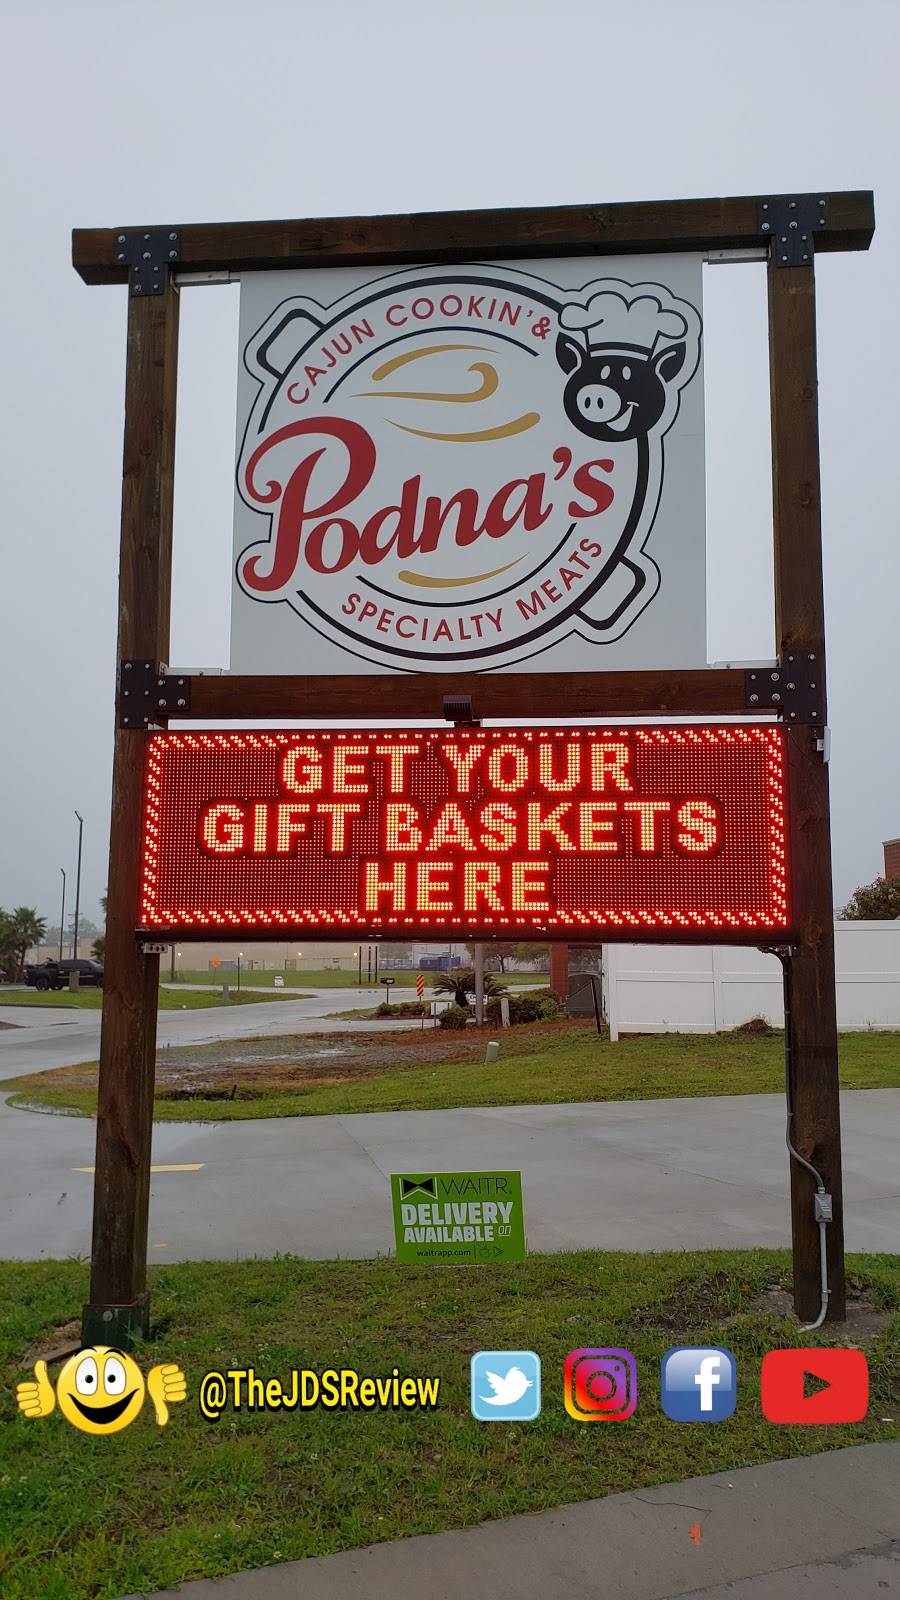 CAJUN COOKIN' &
Podna's
SPECIALTY MEATS
GET YOUR
GIFT BASKETS
HERE
WAITR
DELIVERY
AVAILABLE on
waitrapp.com
@TheJDSReview